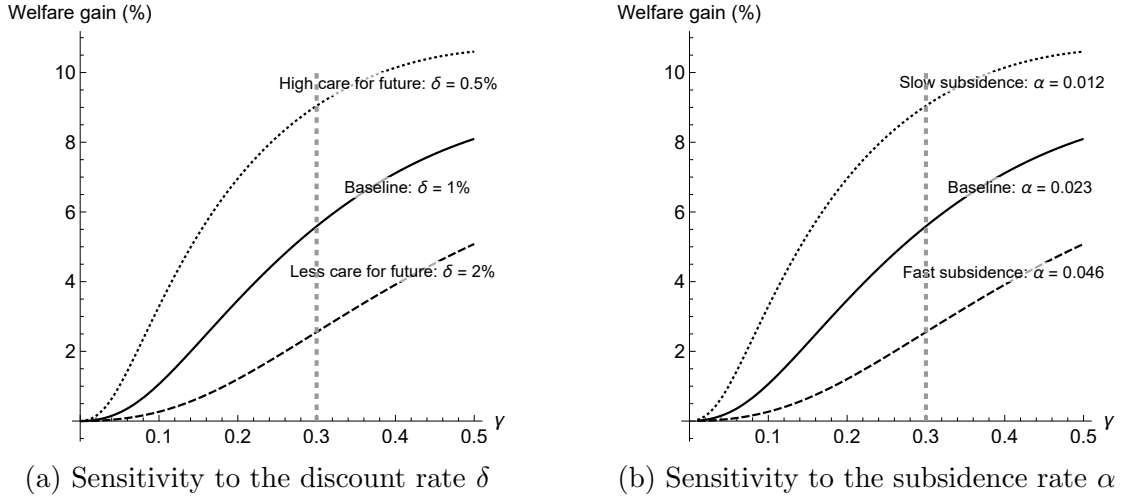 Welfare gain (%)
10
8
6
4
2
High care for future: δ = 0.5%
Baseline: δ = 1%
Less care for future: δ = 2%
0.1 0.2 0.3 0.4 0.5
γ
(a) Sensitivity to the discount rate δ
Welfare gain (%)
10
8
6
4
2
Slow subsidence: α = 0.012
Baseline: α = 0.023
Fast subsidence: α = 0.046
0.1 0.2 0.3 0.4 0.5
γ
(b) Sensitivity to the subsidence rate α